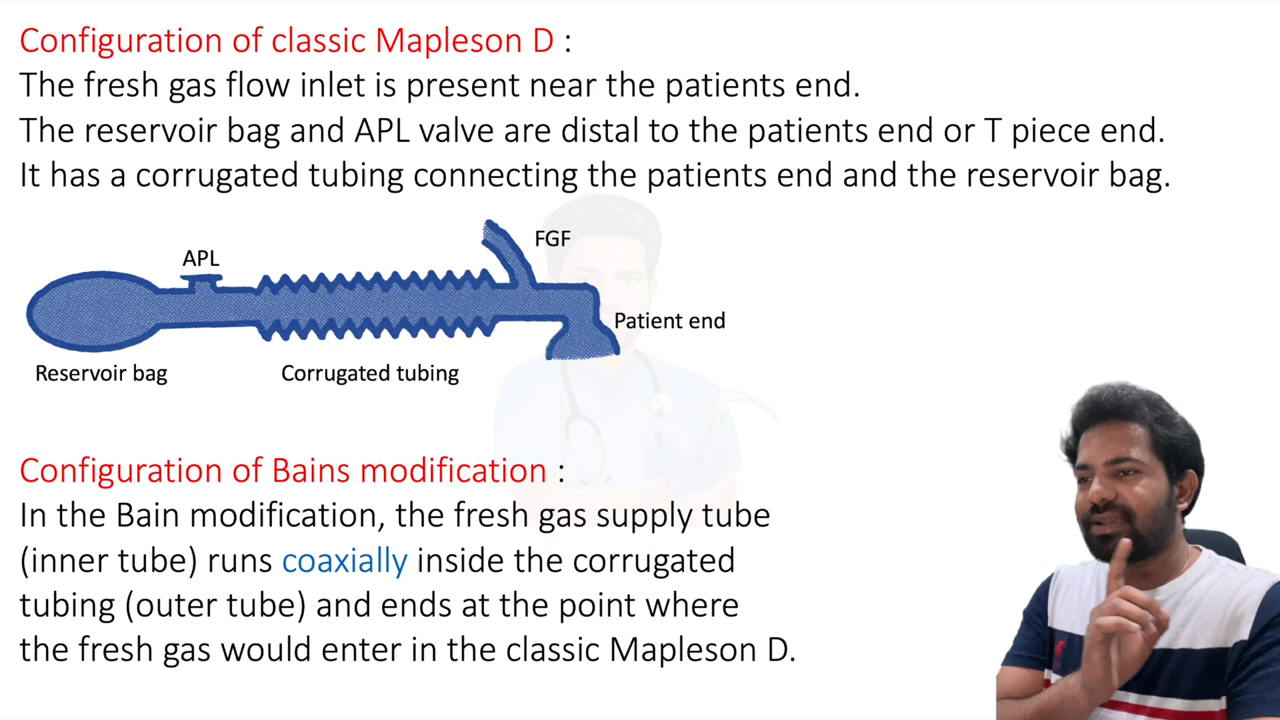 Configuration of classic Mapleson D :
The fresh gas flow inlet is present near the patients end.
The reservoir bag and APL valve are distal to the patients end or T piece end.
It has a corrugated tubing connecting the patients end and the reservoir bag.
FGF
APL
Patient end
Reservoir bag
Corrugated tubing
Configuration of Bains modification :
In the Bain modification, the fresh gas supply tube
(inner tube) runs coaxially inside the corrugated
tubing (outer tube) and ends at the point where
the fresh gas would enter in the classic Mapleson D.